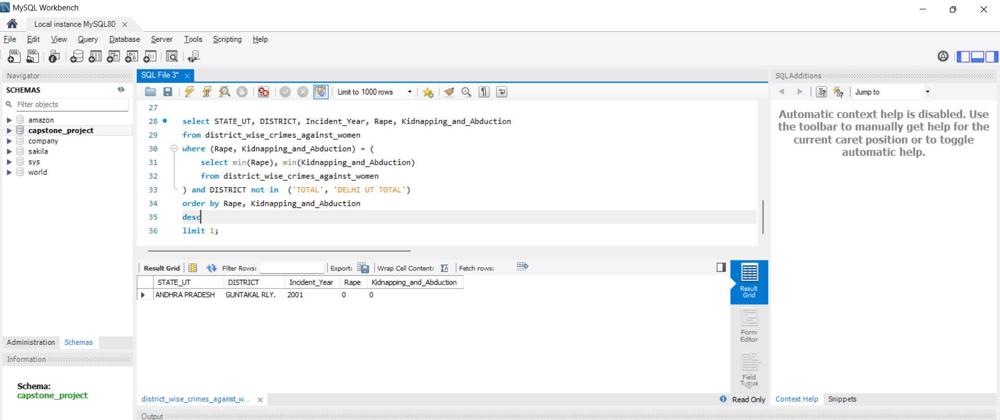 MySQL Workbench
Local instance MySQL80
File Edit View Query Database Server Tools Scripting Help
Navigator
SCHEMAS
Filter objects
amazon
capstone_project
company
sakila
sys
world
Administration Schemas
Information
Schema:
capstone_project
SQL File 3*
Limit to 1000 rows
27
28 select STATE_UT, DISTRICT, Incident_Year, Rape, Kidnapping_and_Abduction
29 from district_wise_crimes_against_women
30 where (Rape, Kidnapping_and_Abduction) = (
31 select min(Rape), min(Kidnapping_and_Abduction)
32 from district_wise_crimes_against_women
33 ) and DISTRICT not in ('TOTAL', 'DELHI UT TOTAL')
34 order by Rape, Kidnapping_and_Abduction
35 desc
36 limit 1;
Result Grid Filter Rows: Export: Wrap Cell Content: Fetch rows:
STATE_UT DISTRICT Incident_Year Rape Kidnapping_and_Abduction
ANDHRA PRADESH GUNTAKAL RLY. 2001 0 0
Result
Grid
Form
Editor
Field
Types
district_wise_crimes_against_w...
Read Only
Output
SQLAdditions
Jump to
Automatic context help is disabled. Use
the toolbar to manually get help for the
current caret position or to toggle
automatic help.
Context Help Snippets